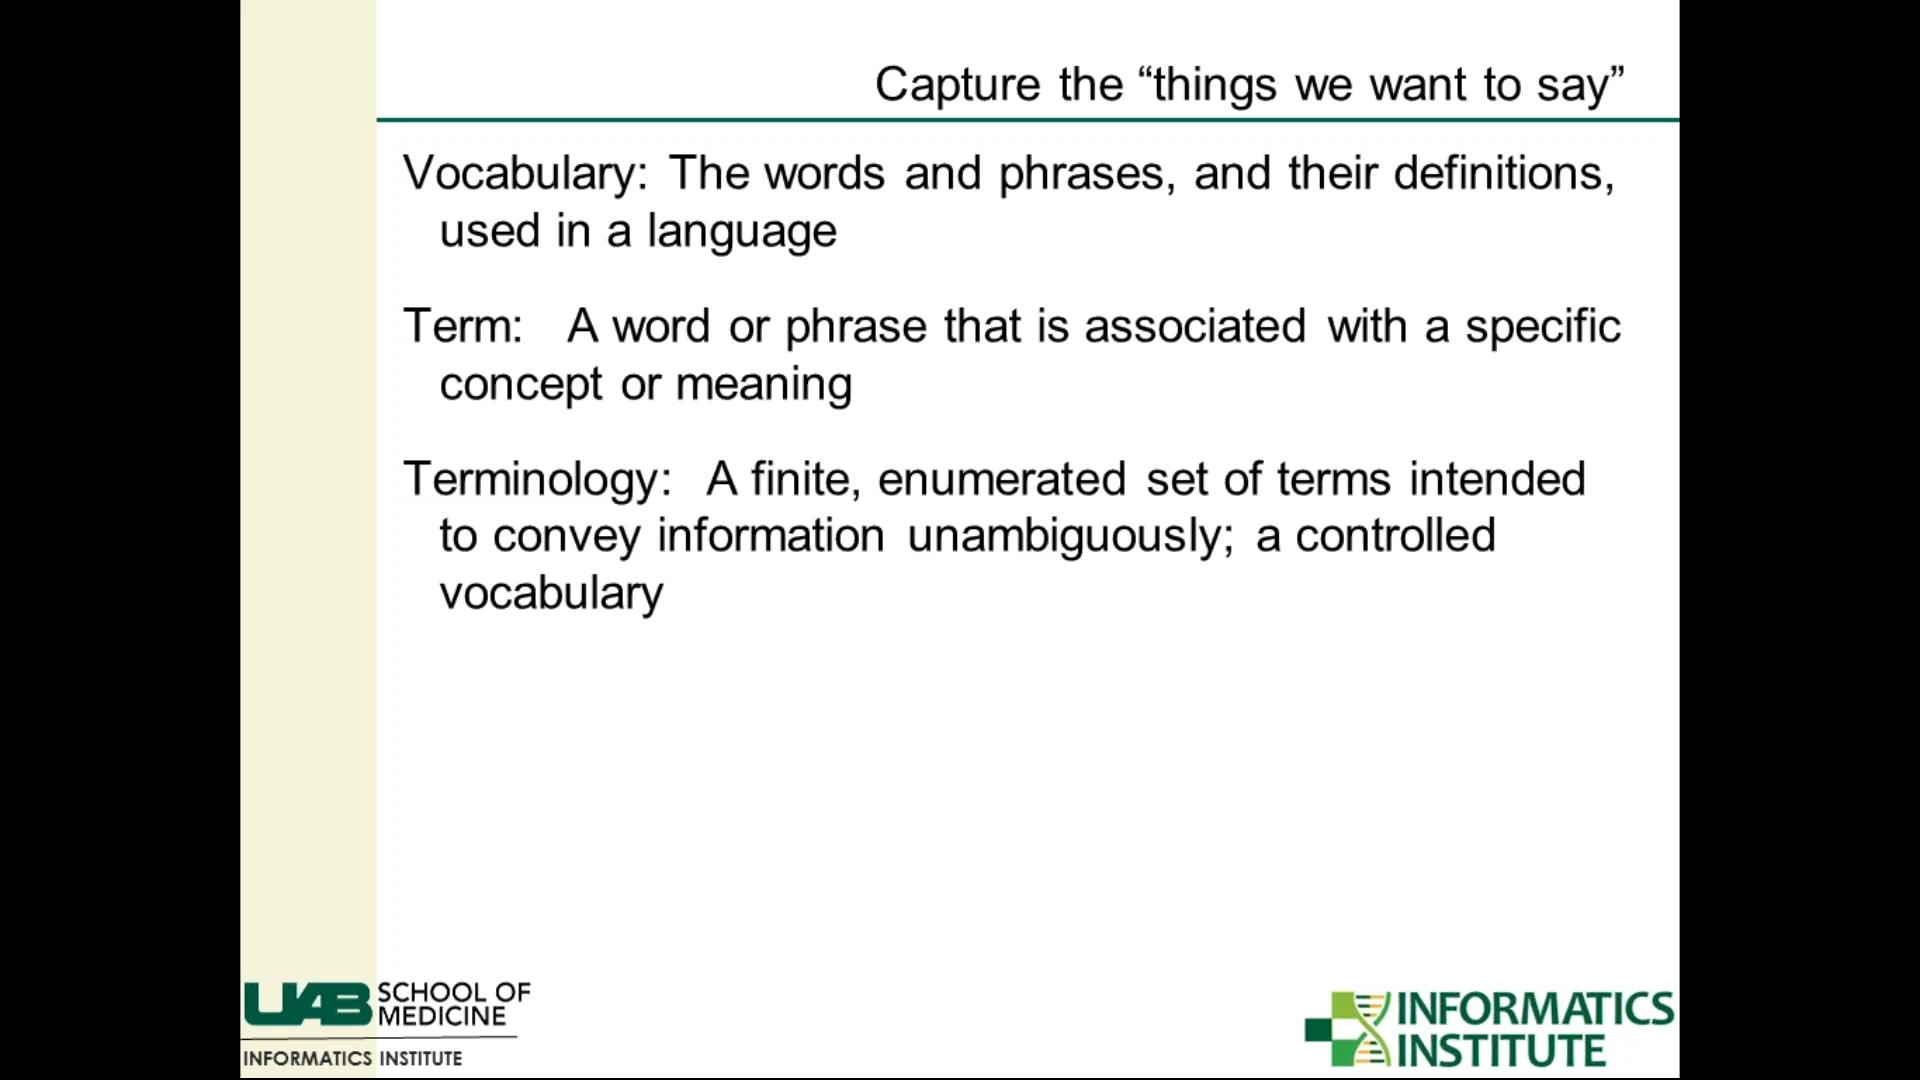 Capture the “things we want to say”
Vocabulary: The words and phrases, and their definitions,
used in a language
Term: A word or phrase that is associated with a specific
concept or meaning
Terminology: A finite, enumerated set of terms intended
to convey information unambiguously; a controlled
vocabulary
UAB SCHOOL OF
MEDICINE
INFORMATICS INSTITUTE
INFORMATICS
INSTITUTE